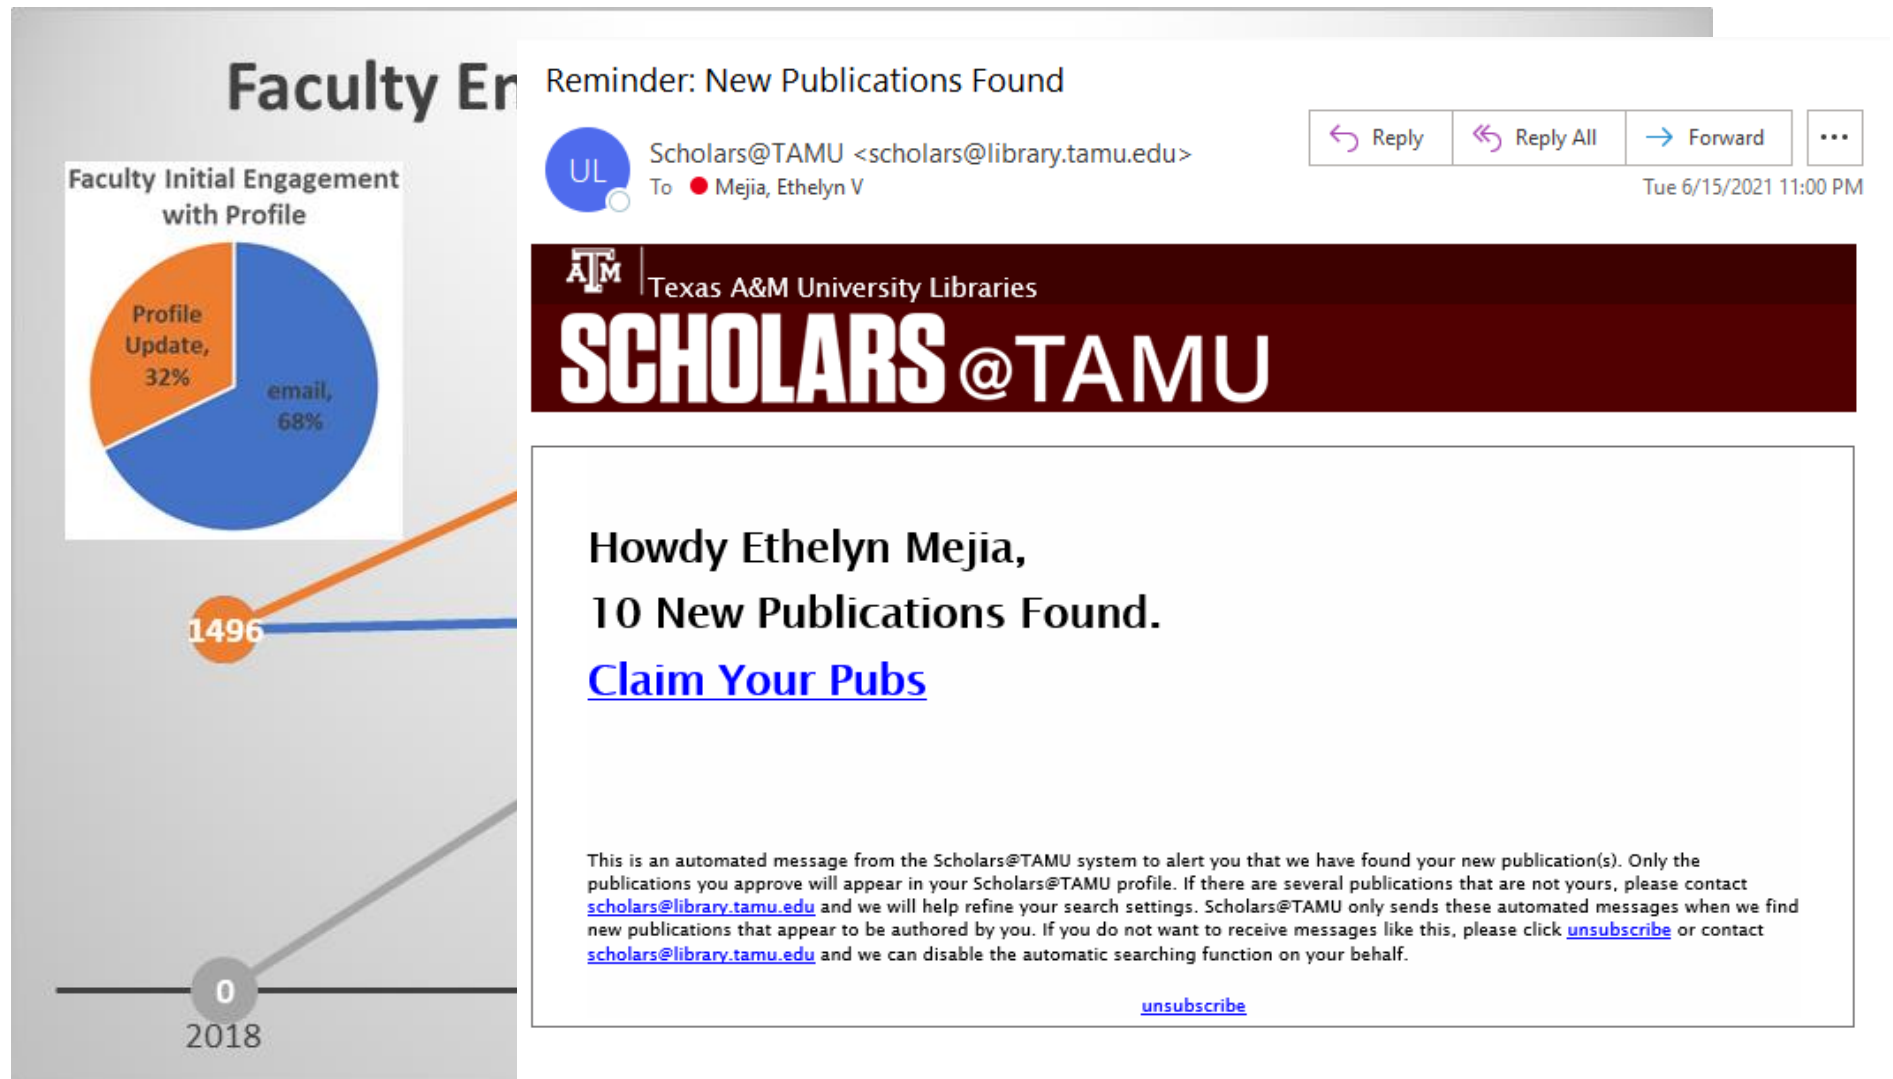 Faculty En
Faculty Initial Engagement
with Profile
Profile
Update,
32%
email,
68%
1496
0
2018
Reminder: New Publications Found
UL
Scholars@TAMU <scholars@library.tamu.edu>
To Mejia, Ethelyn V
Reply
Reply All
Forward
Tue 6/15/2021 11:00 PM
ATM
Texas A&M University Libraries
SCHOLARS@TAMU
Howdy Ethelyn Mejia,
10 New Publications Found.
Claim Your Pubs
This is an automated message from the Scholars@TAMU system to alert you that we have found your new publication(s). Only the
publications you approve will appear in your Scholars@TAMU profile. If there are several publications that are not yours, please contact
scholars@library.tamu.edu and we will help refine your search settings. Scholars@TAMU only sends these automated messages when we find
new publications that appear to be authored by you. If you do not want to receive messages like this, please click unsubscribe or contact
scholars@library.tamu.edu and we can disable the automatic searching function on your behalf.
unsubscribe